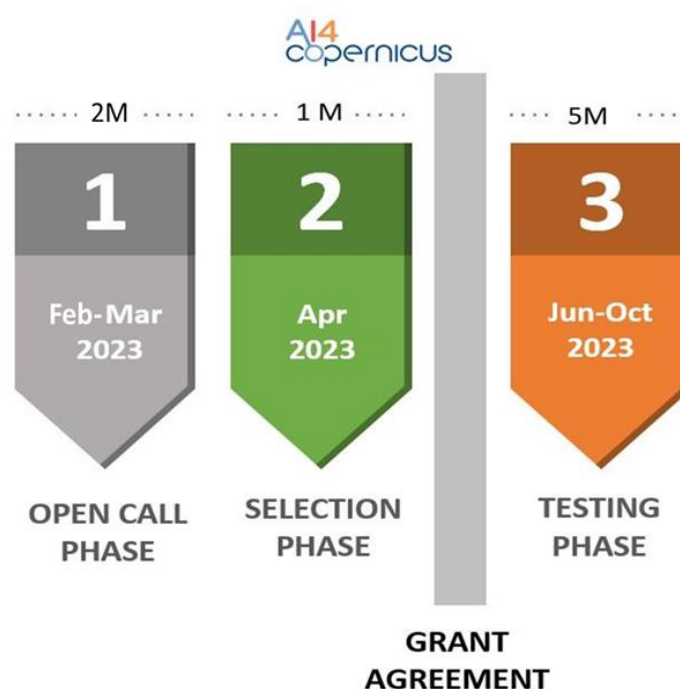 AI4
copernicus
2M
1 M
5M
1
2
3
Feb-Mar
2023
Apr
2023
Jun-Oct
2023
OPEN CALL
PHASE
SELECTION
PHASE
TESTING
PHASE
GRANT
AGREEMENT